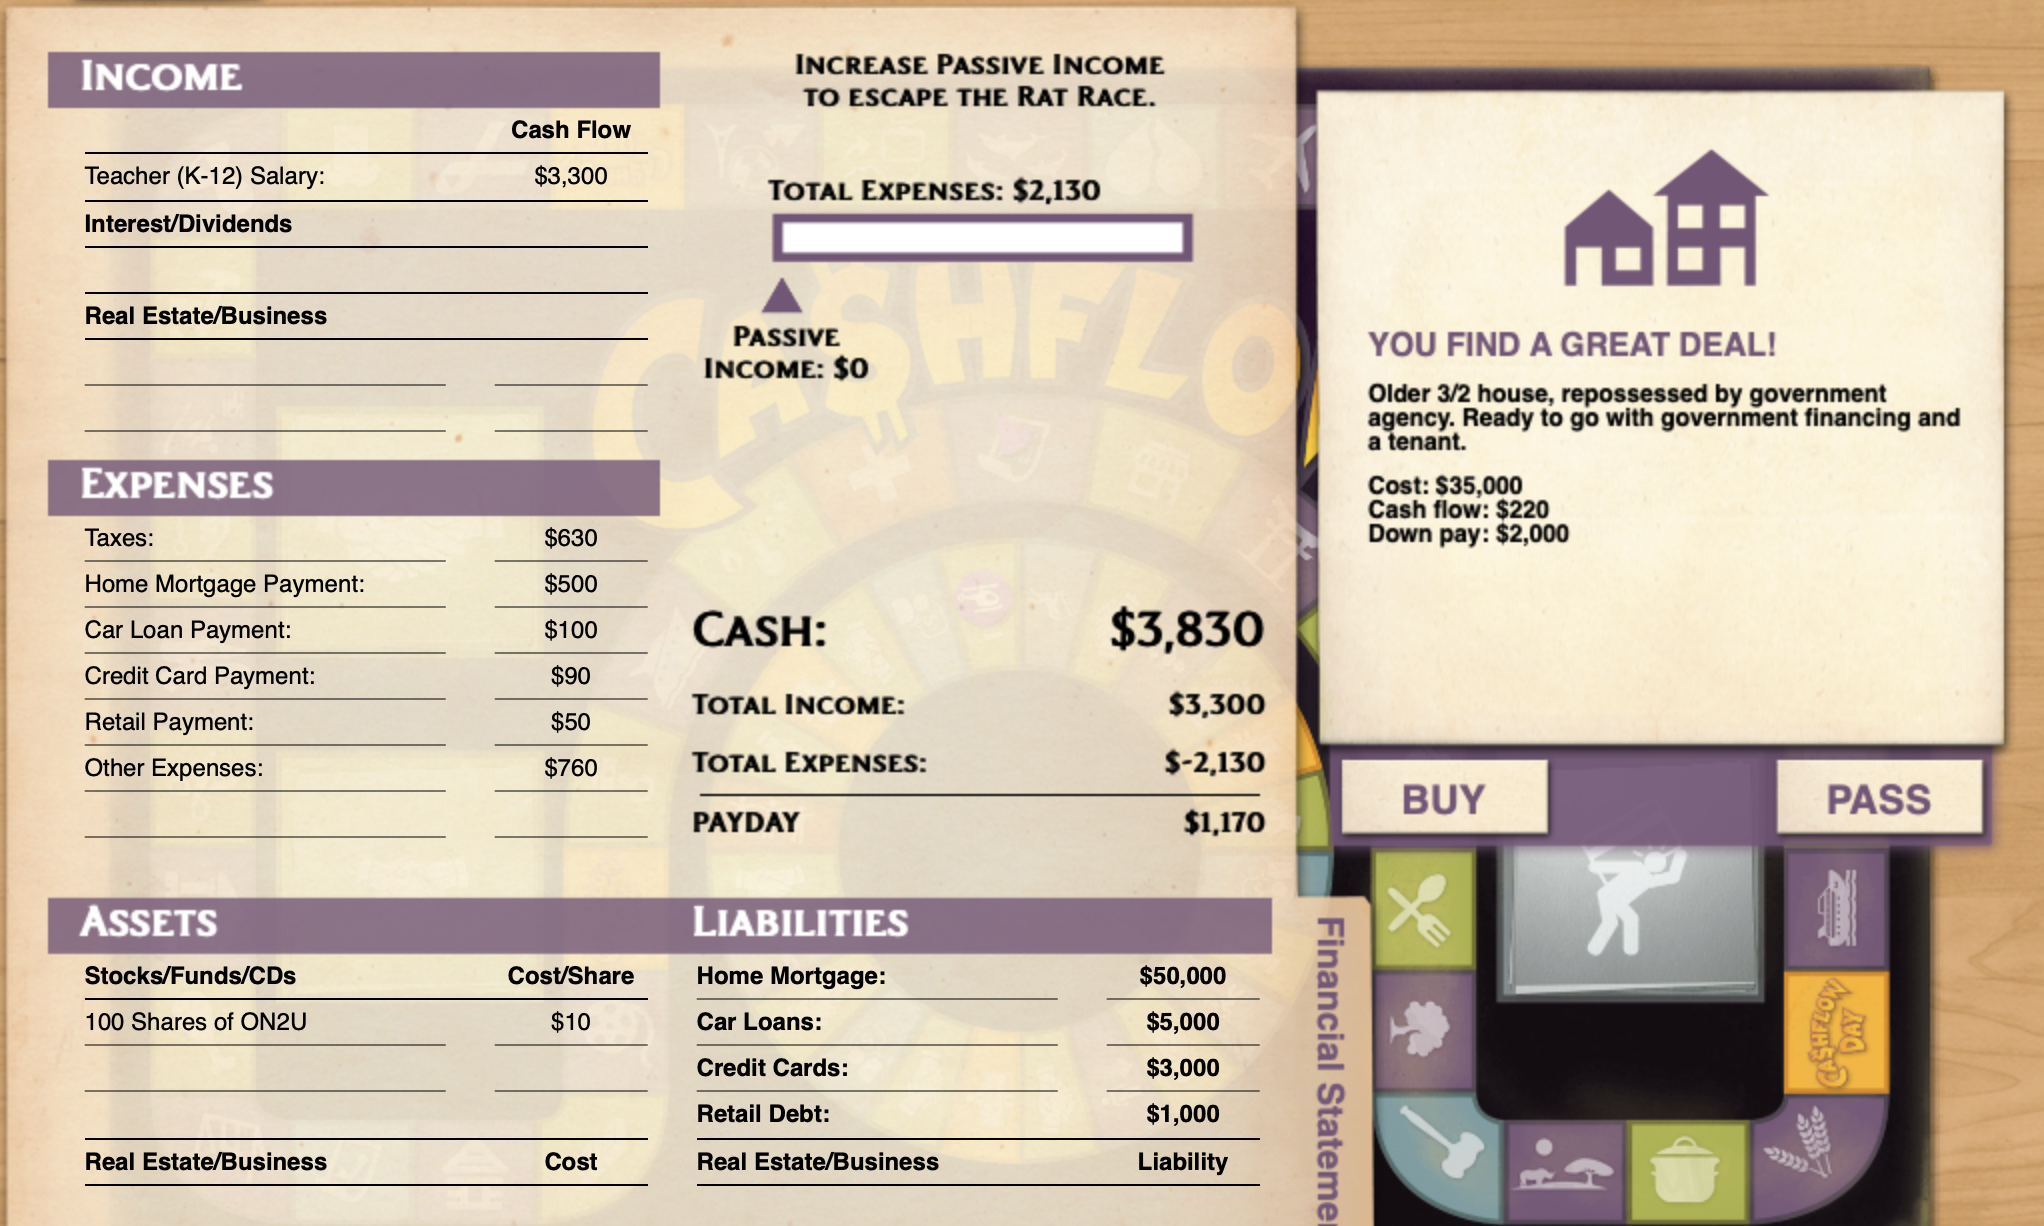 INCOME
Cash Flow
Teacher (K-12) Salary: $3,300
Interest/Dividends
Real Estate/Business
EXPENSES
Taxes: $630
Home Mortgage Payment: $500
Car Loan Payment: $100
Credit Card Payment: $90
Retail Payment: $50
Other Expenses: $760
INCREASE PASSIVE INCOME
TO ESCAPE THE RAT RACE.
TOTAL EXPENSES: $2,130
PASSIVE
INCOME: $0
CASHFLO
CASH: $3,830
TOTAL INCOME: $3,300
TOTAL EXPENSES: $-2,130
PAYDAY $1,170
ASSETS
Stocks/Funds/CDs Cost/Share
100 Shares of ON2U $10
Real Estate/Business Cost
LIABILITIES
Home Mortgage: $50,000
Car Loans: $5,000
Credit Cards: $3,000
Retail Debt: $1,000
Real Estate/Business Liability
YOU FIND A GREAT DEAL!
Older 3/2 house, repossessed by government
agency. Ready to go with government financing and
a tenant.
Cost: $35,000
Cash flow: $220
Down pay: $2,000
BUY
PASS
Financial Stateme
CASHFLOW
DAY